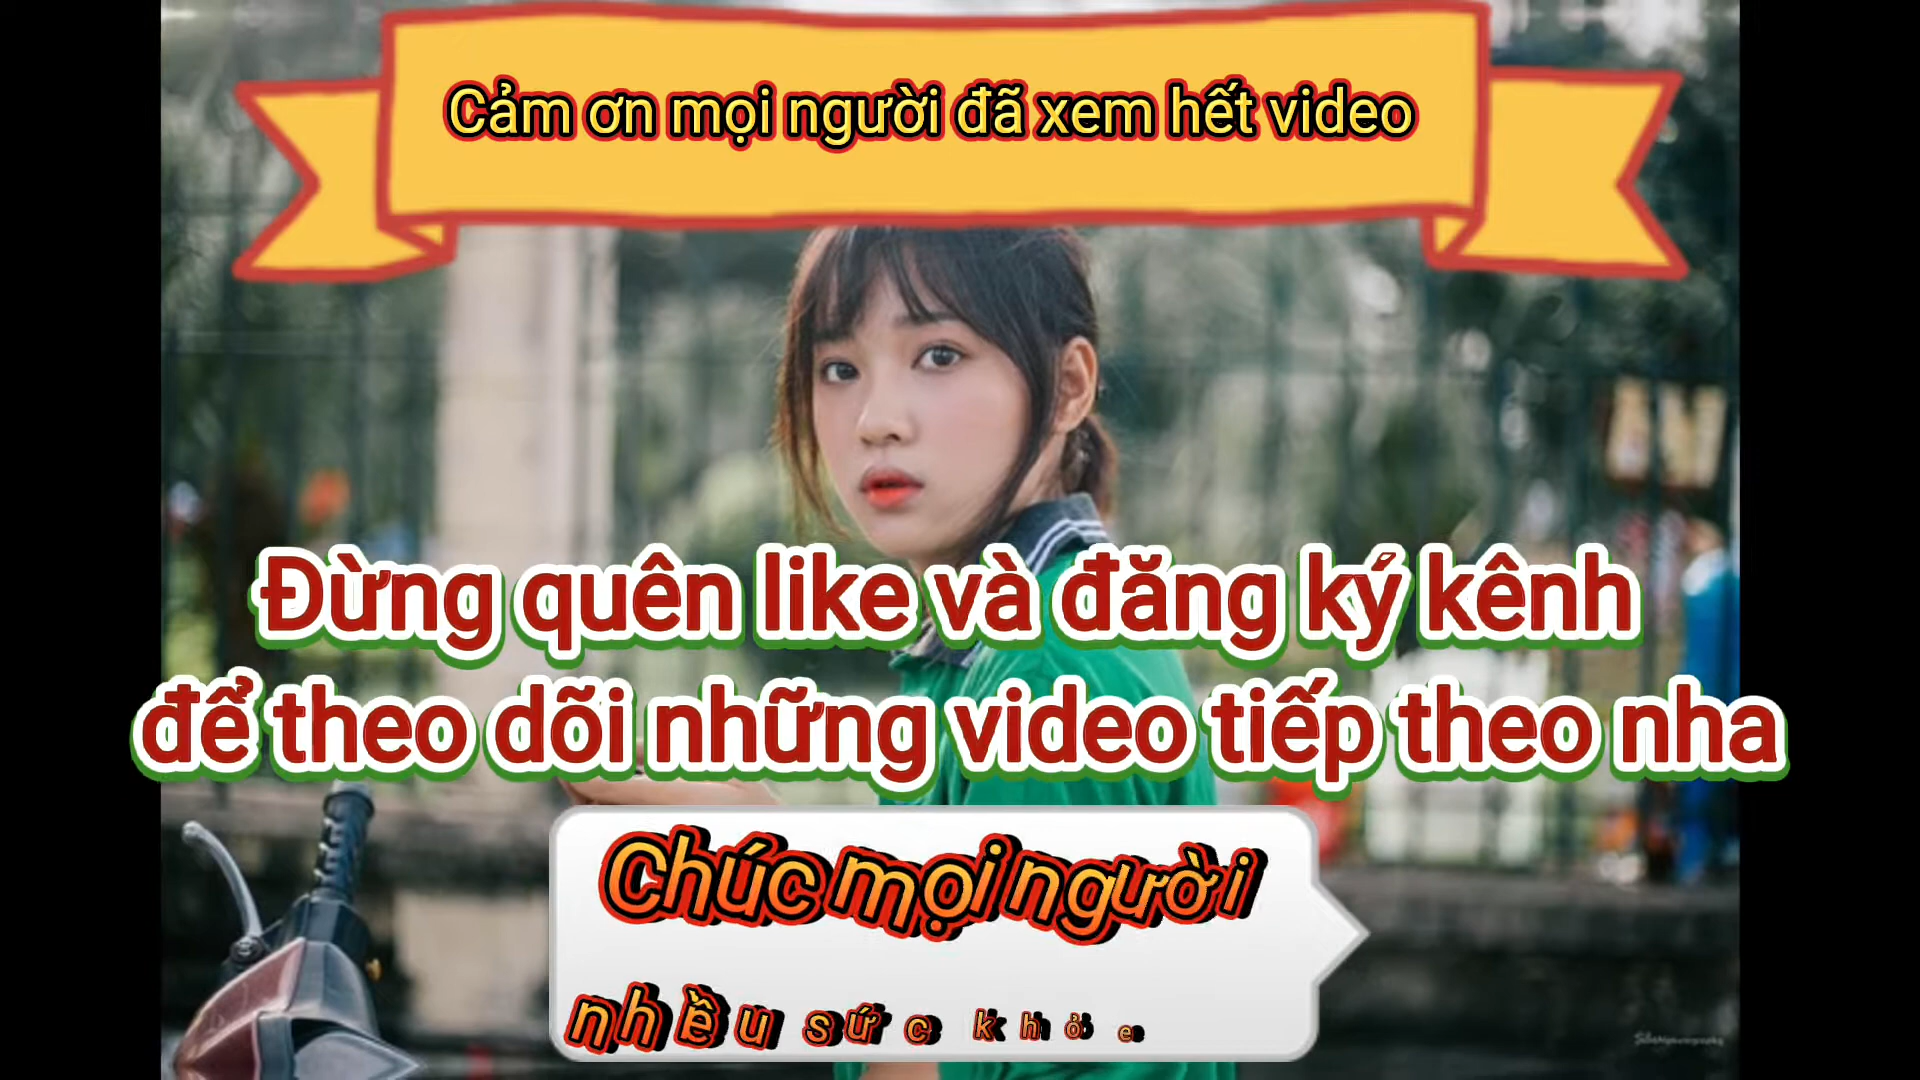 Cảm ơn mọi người đã xem hết video
Đừng quên like và đăng ký kênh
để theo dõi những video tiếp theo nha
Chúc mọi người
nhều sức khỏe